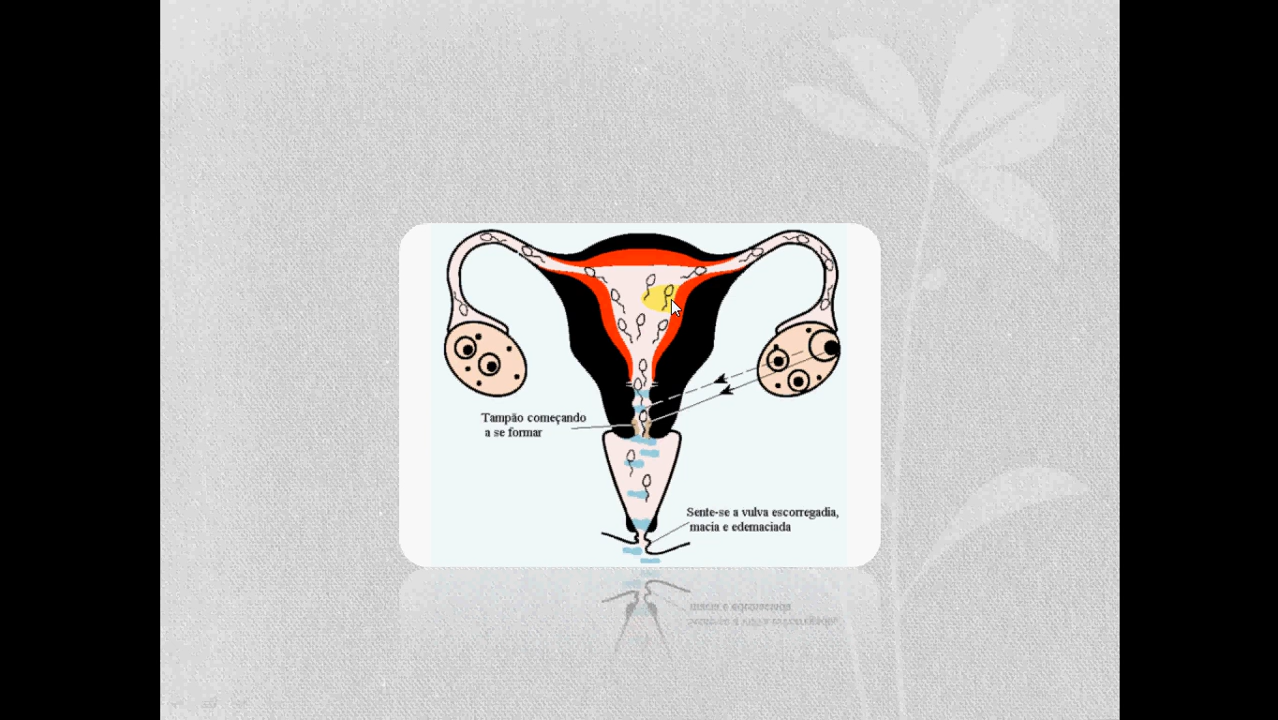 Tampão começando
a se formar
Sente-se a vulva escorregadia,
macia e edemaciada